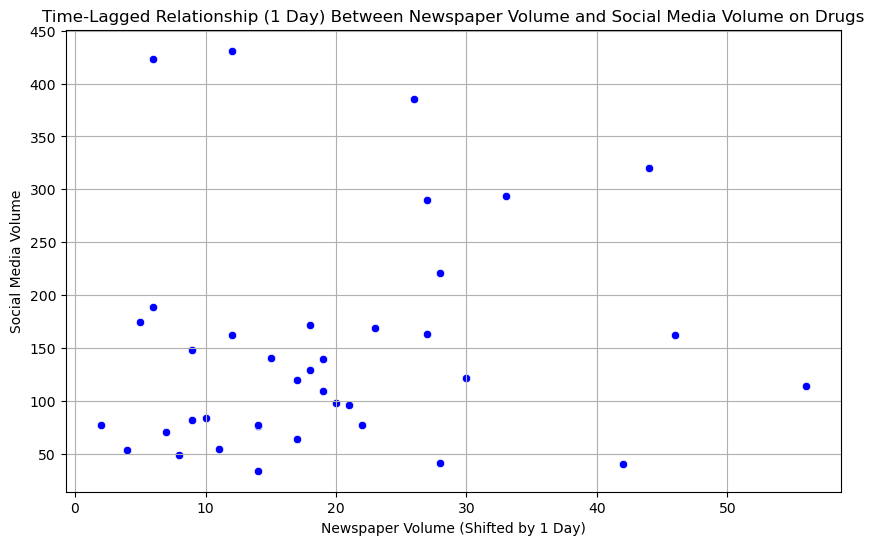 Time-Lagged Relationship (1 Day) Between Newspaper Volume and Social Media Volume on Drugs
450
400
350
300
250
200
150
100
50
Social Media Volume
0 10 20 30 40 50
Newspaper Volume (Shifted by 1 Day)